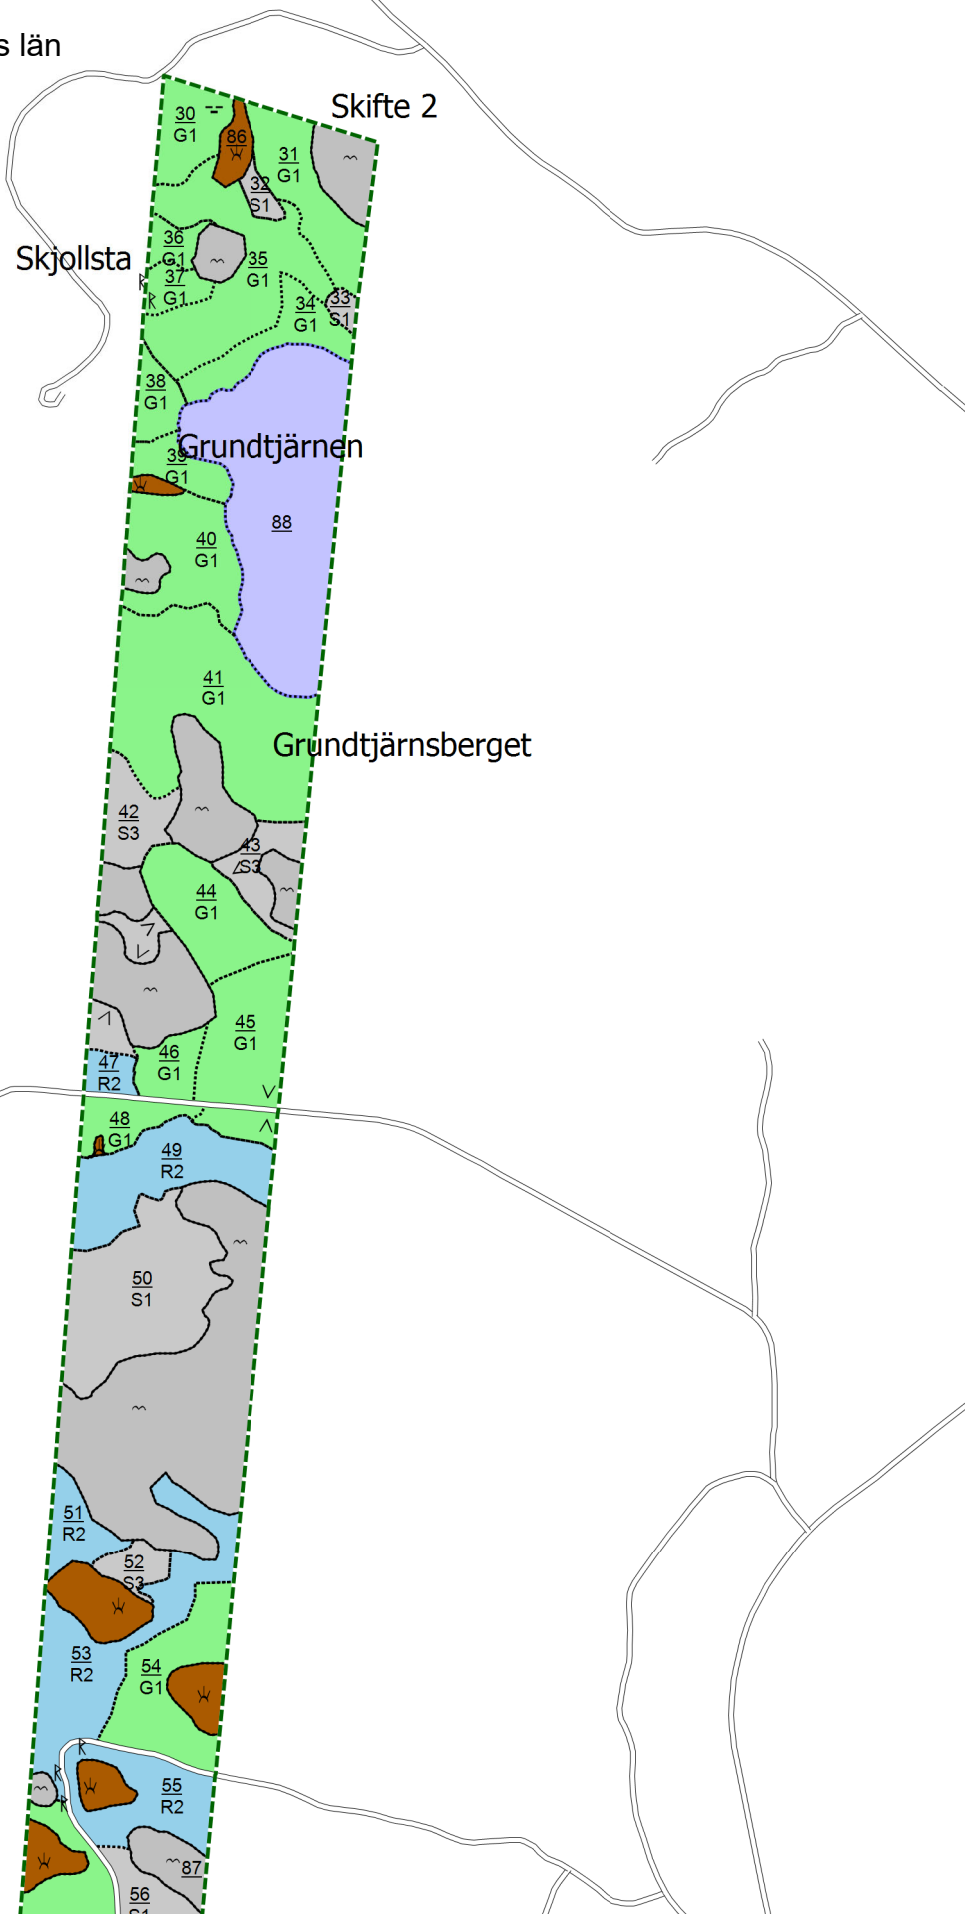 s län
Skifte 2
30
G1
86
31
G1
32
S1
36
G1
Skjollsta
35
G1
37
G1
34
G1
33
S1
38
G1
Grundtjärnen
39
G1
88
40
G1
41
G1
Grundtjärnsberget
42
S3
43
S3
44
G1
45
G1
46
G1
47
R2
48
G1
49
R2
50
S1
51
R2
52
S3
53
R2
54
G1
55
R2
87
56
S1